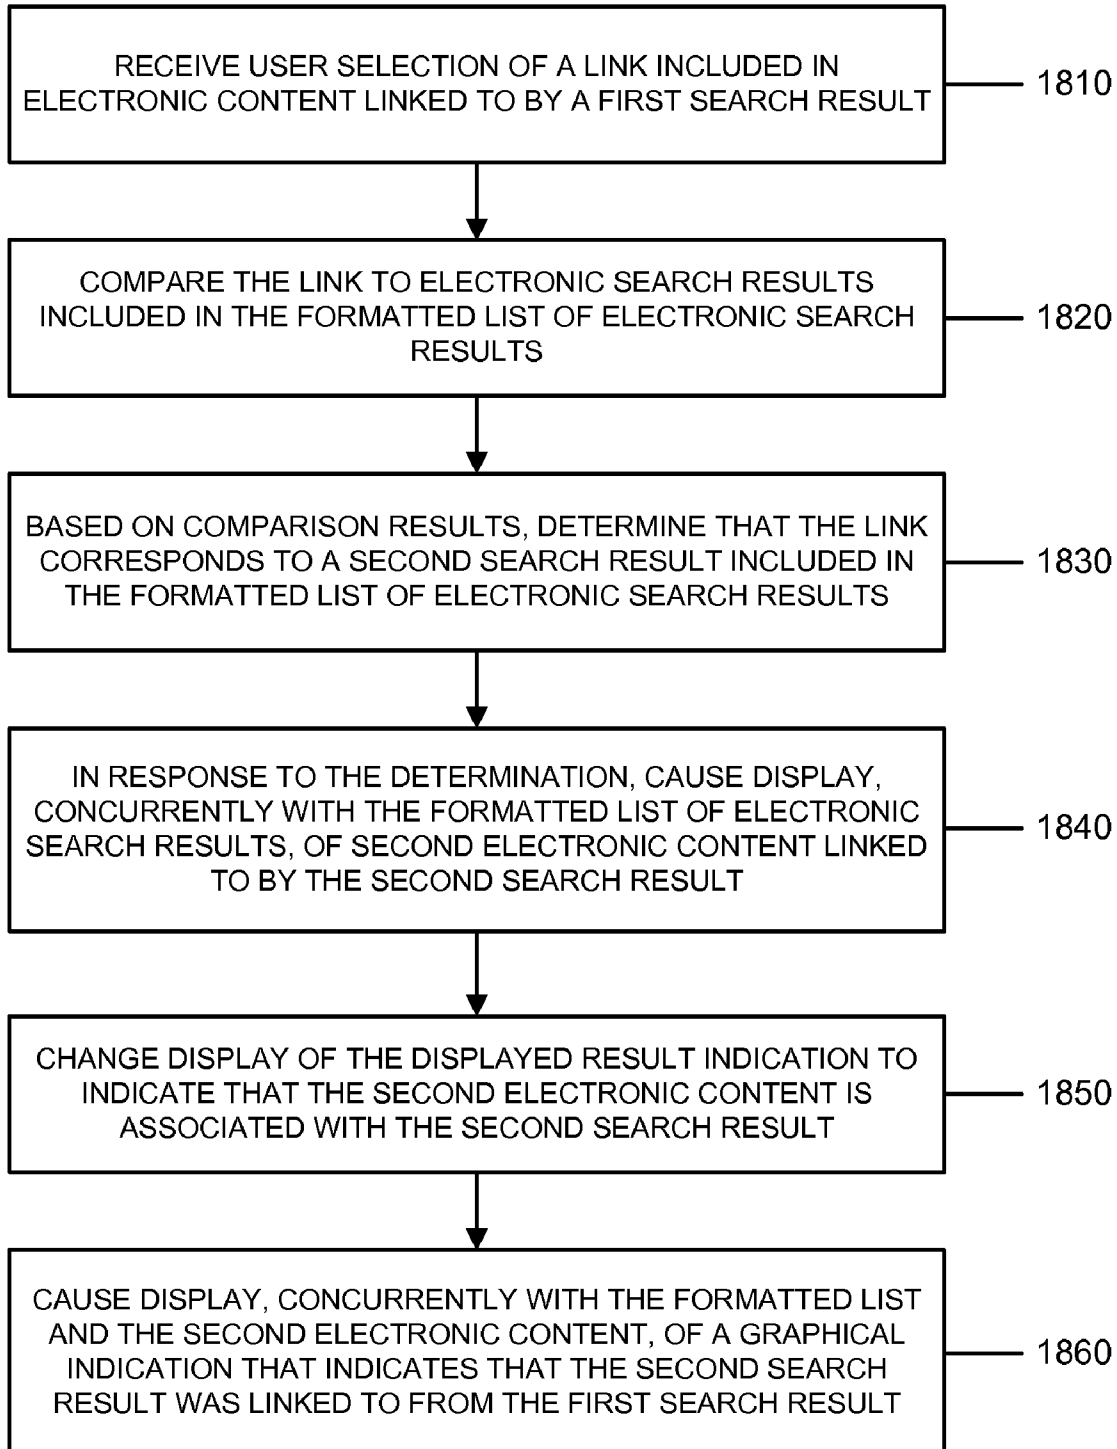 RECEIVE USER SELECTION OF A LINK INCLUDED IN
ELECTRONIC CONTENT LINKED TO BY A FIRST SEARCH RESULT
1810
COMPARE THE LINK TO ELECTRONIC SEARCH RESULTS
INCLUDED IN THE FORMATTED LIST OF ELECTRONIC SEARCH
RESULTS
1820
BASED ON COMPARISON RESULTS, DETERMINE THAT THE LINK
CORRESPONDS TO A SECOND SEARCH RESULT INCLUDED IN
THE FORMATTED LIST OF ELECTRONIC SEARCH RESULTS
1830
IN RESPONSE TO THE DETERMINATION, CAUSE DISPLAY,
CONCURRENTLY WITH THE FORMATTED LIST OF ELECTRONIC
SEARCH RESULTS, OF SECOND ELECTRONIC CONTENT LINKED
TO BY THE SECOND SEARCH RESULT
1840
CHANGE DISPLAY OF THE DISPLAYED RESULT INDICATION TO
INDICATE THAT THE SECOND ELECTRONIC CONTENT IS
ASSOCIATED WITH THE SECOND SEARCH RESULT
1850
CAUSE DISPLAY, CONCURRENTLY WITH THE FORMATTED LIST
AND THE SECOND ELECTRONIC CONTENT, OF A GRAPHICAL
INDICATION THAT INDICATES THAT THE SECOND SEARCH
RESULT WAS LINKED TO FROM THE FIRST SEARCH RESULT
1860